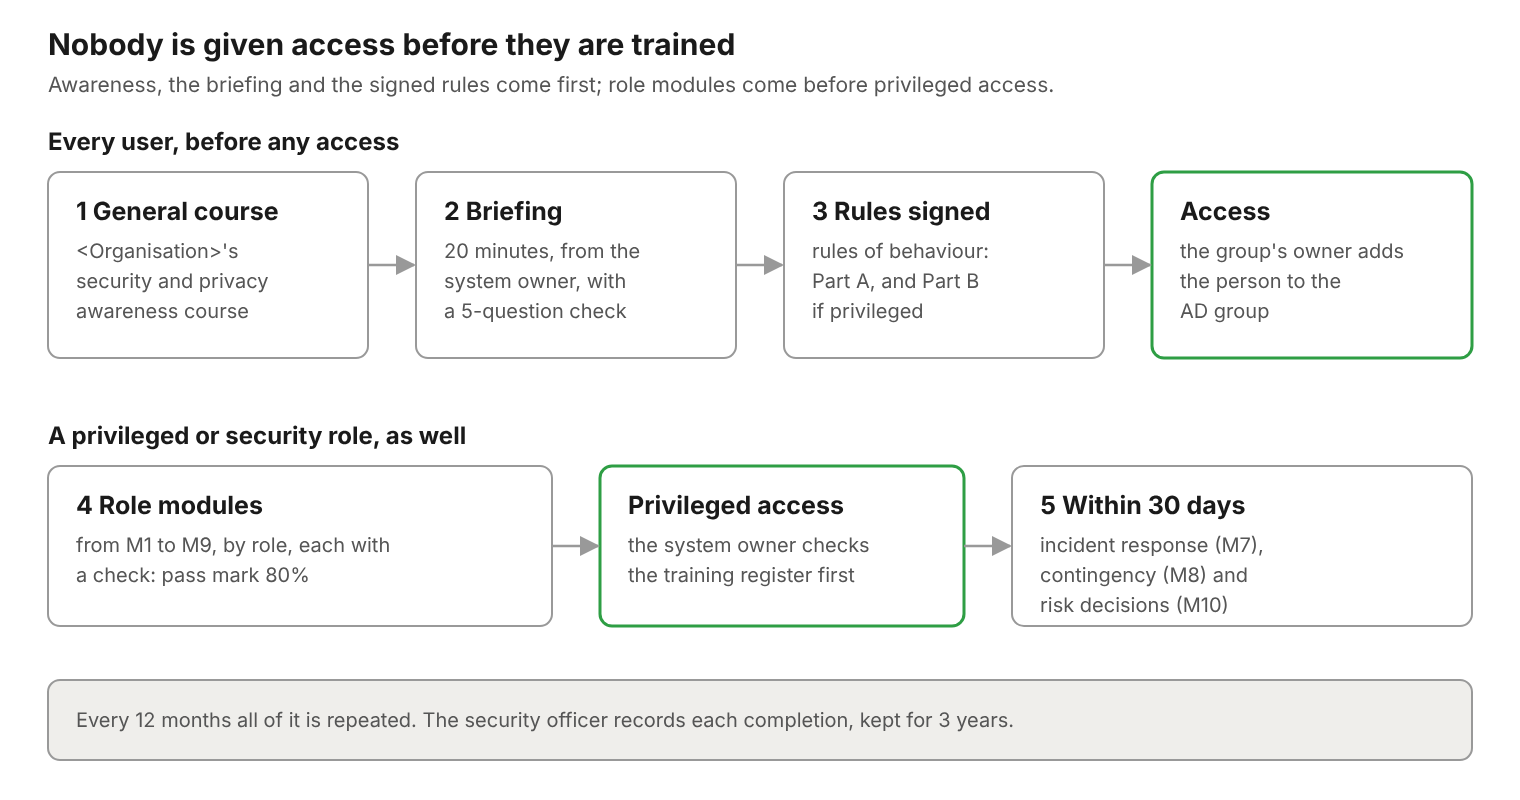 Nobody is given access before they are trained
Awareness, the briefing and the signed rules come first; role modules come before privileged access.
Every user, before any access
1 General course
<Organisation>'s
security and privacy
awareness course
2 Briefing
20 minutes, from the
system owner, with
a 5-question check
3 Rules signed
rules of behaviour:
Part A, and Part B
if privileged
Access
the group's owner adds
the person to the
AD group
A privileged or security role, as well
4 Role modules
from M1 to M9, by role, each with
a check: pass mark 80%
Privileged access
the system owner checks
the training register first
5 Within 30 days
incident response (M7),
contingency (M8) and
risk decisions (M10)
Every 12 months all of it is repeated. The security officer records each completion, kept for 3 years.